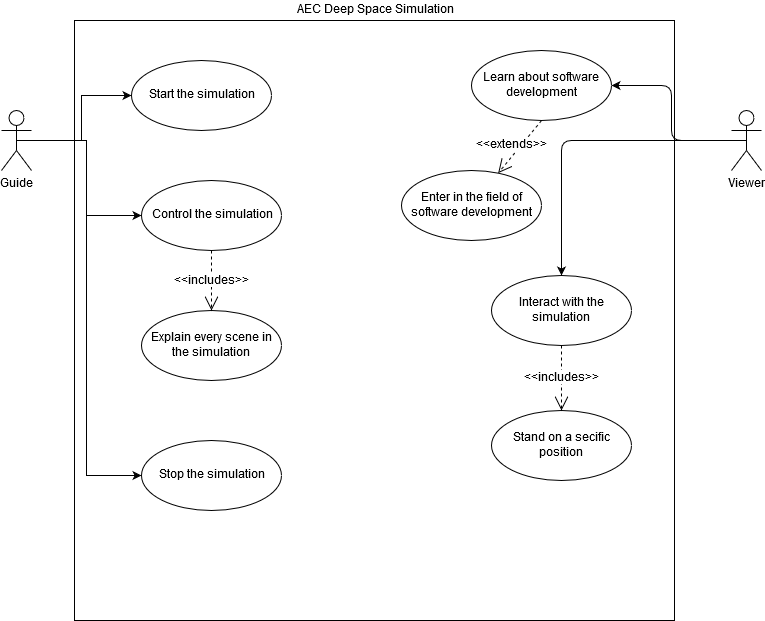 AEC Deep Space Simulation
Start the simulation
Learn about software
development
<<extends>>
Guide
Viewer
Control the simulation
Enter in the field of
software development
<<includes>>
Interact with the
simulation
Explain every scene in
the simulation
<<includes>>
Stand on a secific
position
Stop the simulation